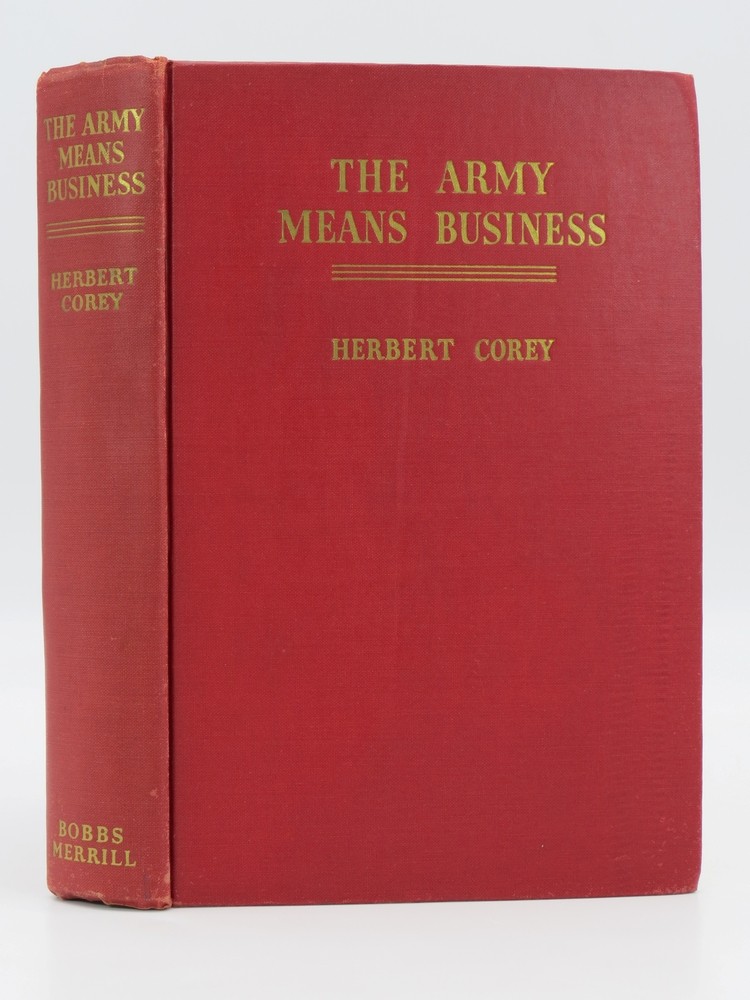 THE ARMY
MEANS
BUSINESS
HERBERT
COREY
BOBBS
MERRILL
THE ARMY
MEANS BUSINESS
HERBERT COREY